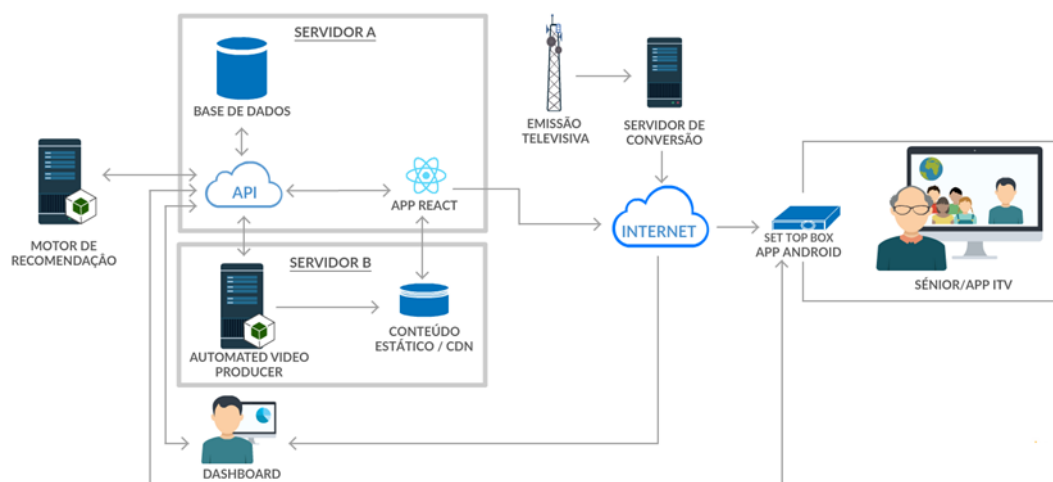 SERVIDOR A
BASE DE DADOS
API
APP REACT
MOTOR DE
RECOMENDAÇÃO
SERVIDOR B
AUTOMATED VIDEO
PRODUCER
CONTEÚDO
ESTÁTICO / CDN
DASHBOARD
EMISSÃO
TELEVISIVA
SERVIDOR DE
CONVERSÃO
INTERNET
SET TOP BOX
APP ANDROID
SÉNIOR/APP ITV